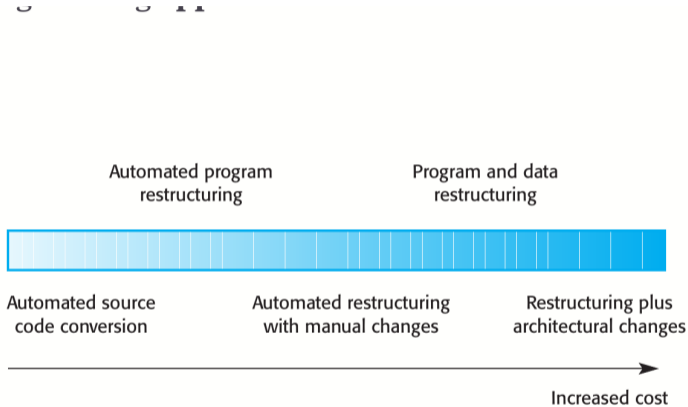 Automated program
restructuring
Program and data
restructuring
Automated source
code conversion
Automated restructuring
with manual changes
Restructuring plus
architectural changes
Increased cost